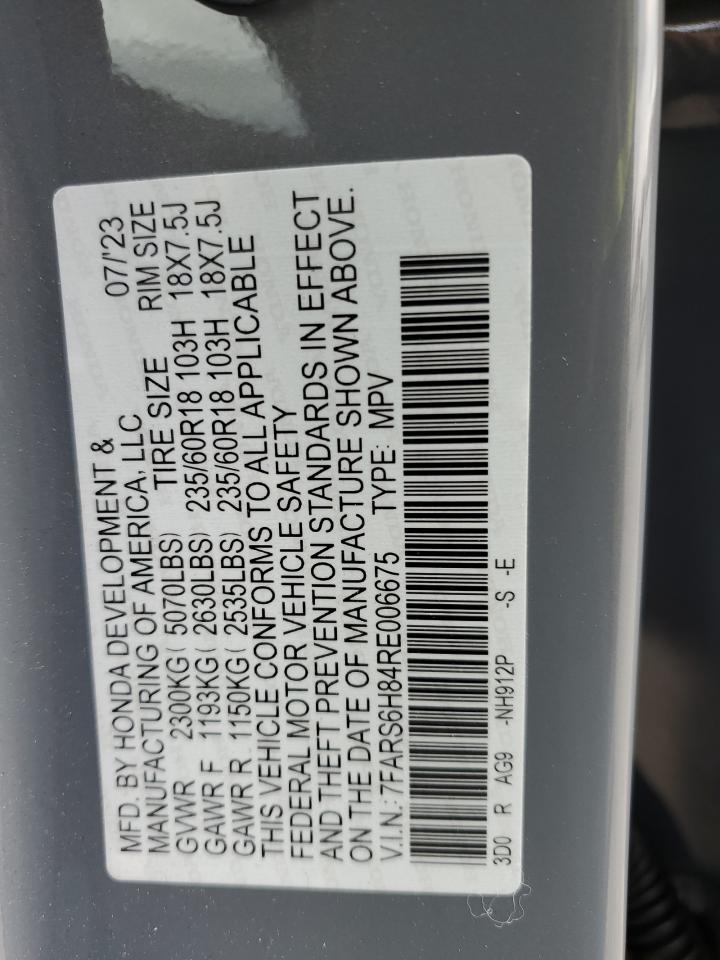 MFD. BY HONDA DEVELOPMENT & 07/'23
MANUFACTURING OF AMERICA, LLC
TIRE SIZE RIM SIZE
GVWR 2300KG( 5070LBS)
GAWR F 1193KG( 2630LBS) 235/60R18 103H 18X7.5J
GAWR R 1150KG( 2535LBS) 235/60R18 103H 18X7.5J
THIS VEHICLE CONFORMS TO ALL APPLICABLE
FEDERAL MOTOR VEHICLE SAFETY
AND THEFT PREVENTION STANDARDS IN EFFECT
ON THE DATE OF MANUFACTURE SHOWN ABOVE.
V.I.N.: 7FARS6H84RE006675 TYPE: MPV
3D0 R AG9 -NH912P -S -E